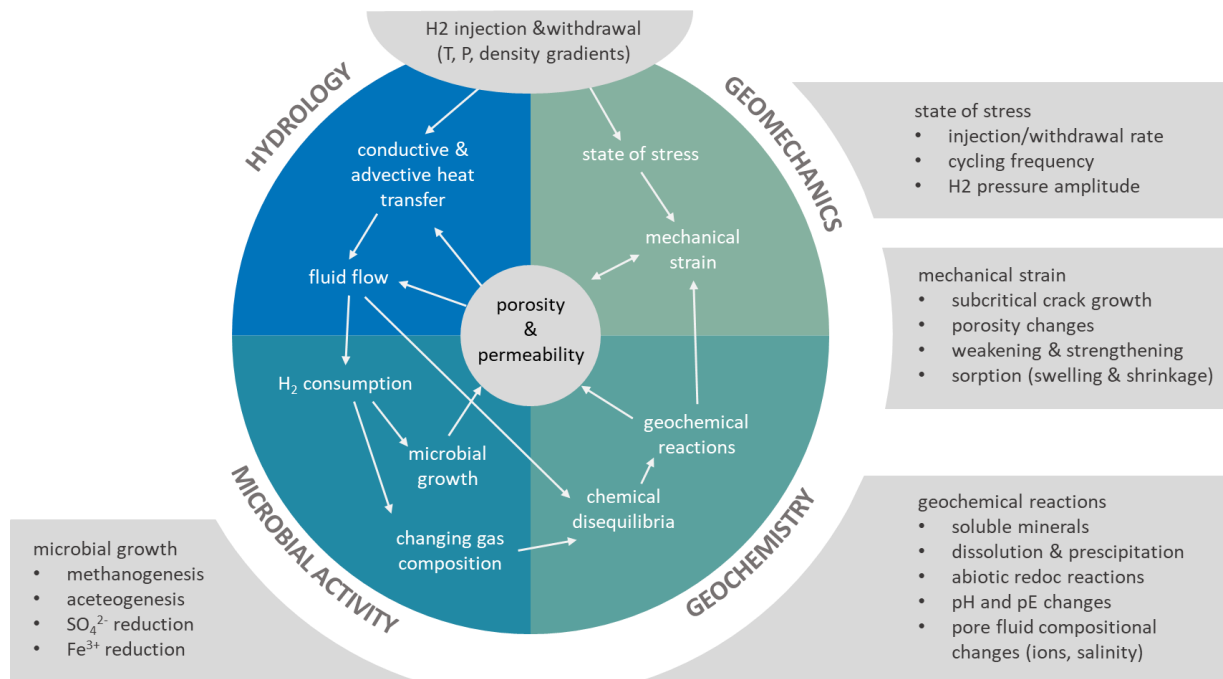 H2 injection &withdrawal
(T, P, density gradients)
HYDROLOGY
GEOMECHANICS
conductive &
advective heat
transfer
state of stress
mechanical
strain
fluid flow
porosity
&
permeability
H₂ consumption
microbial
growth
geochemical
reactions
chemical
disequilibria
changing gas
composition
MICROBIAL ACTIVITY
GEOCHEMISTRY
state of stress
• injection/withdrawal rate
• cycling frequency
• H2 pressure amplitude
mechanical strain
• subcritical crack growth
• porosity changes
• weakening & strengthening
• sorption (swelling & shrinkage)
geochemical reactions
• soluble minerals
• dissolution & prescipitation
• abiotic redoc reactions
• pH and pE changes
• pore fluid compositional
changes (ions, salinity)
microbial growth
• methanogenesis
• aceteogenesis
• SO₄²⁻ reduction
• Fe³⁺ reduction